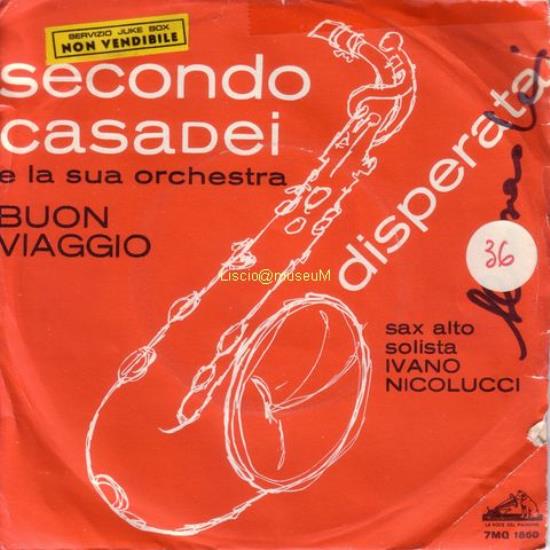 SERVIZIO JUKE BOX
NON VENDIBILE
secondo
casadei
e la sua orchestra
BUON
VIAGGIO
disperata
36
Liscio@museuM
sax alto
solista
IVANO
NICOLUCCI
LA VOCE DEL PADRONE
7MQ 1860